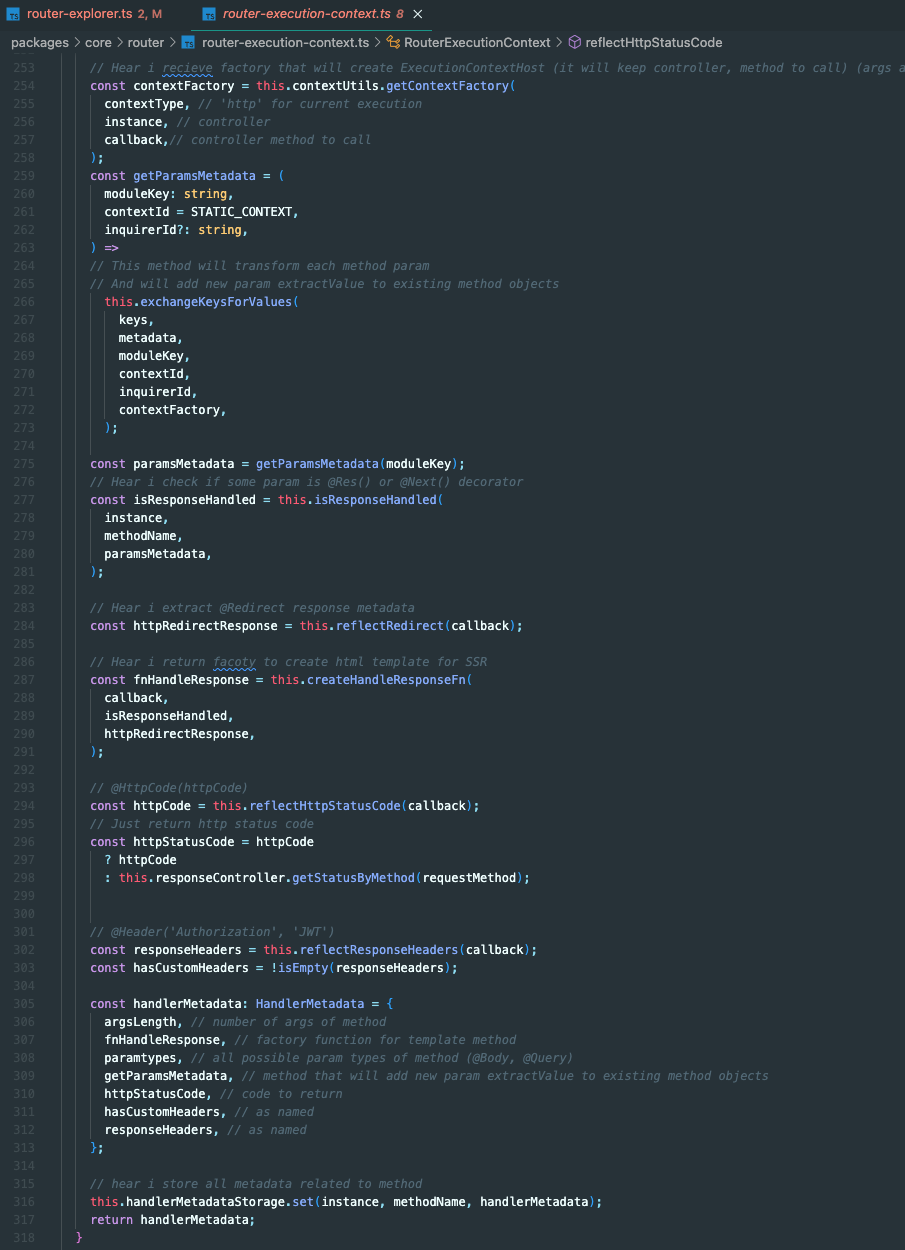 TS router-explorer.ts 2, M TS router-execution-context.ts 8 ×
packages > core > router > TS router-execution-context.ts > RouterExecutionContext > reflectHttpStatusCode
253 // Hear i recieve factory that will create ExecutionContextHost (it will keep controller, method to call) (args a
254 const contextFactory = this.contextUtils.getContextFactory(
255 contextType, // 'http' for current execution
256 instance, // controller
257 callback,// controller method to call
258 );
259 const getParamsMetadata = (
260 moduleKey: string,
261 contextId = STATIC_CONTEXT,
262 inquirerId?: string,
263 ) =>
264 // This method will transform each method param
265 // And will add new param extractValue to existing method objects
266 this.exchangeKeysForValues(
267 keys,
268 metadata,
269 moduleKey,
270 contextId,
271 inquirerId,
272 contextFactory,
273 );
274
275 const paramsMetadata = getParamsMetadata(moduleKey);
276 // Hear i check if some param is @Res() or @Next() decorator
277 const isResponseHandled = this.isResponseHandled(
278 instance,
279 methodName,
280 paramsMetadata,
281 );
282
283 // Hear i extract @Redirect response metadata
284 const httpRedirectResponse = this.reflectRedirect(callback);
285
286 // Hear i return facoty to create html template for SSR
287 const fnHandleResponse = this.createHandleResponseFn(
288 callback,
289 isResponseHandled,
290 httpRedirectResponse,
291 );
292
293 // @HttpCode(httpCode)
294 const httpCode = this.reflectHttpStatusCode(callback);
295 // Just return http status code
296 const httpStatusCode = httpCode
297 ? httpCode
298 : this.responseController.getStatusByMethod(requestMethod);
299
300
301 // @Header('Authorization', 'JWT')
302 const responseHeaders = this.reflectResponseHeaders(callback);
303 const hasCustomHeaders = !isEmpty(responseHeaders);
304
305 const handlerMetadata: HandlerMetadata = {
306 argsLength, // number of args of method
307 fnHandleResponse, // factory function for template method
308 paramtypes, // all possible param types of method (@Body, @Query)
309 getParamsMetadata, // method that will add new param extractValue to existing method objects
310 httpStatusCode, // code to return
311 hasCustomHeaders, // as named
312 responseHeaders, // as named
313 };
314
315 // hear i store all metadata related to method
316 this.handlerMetadataStorage.set(instance, methodName, handlerMetadata);
317 return handlerMetadata;
318 }